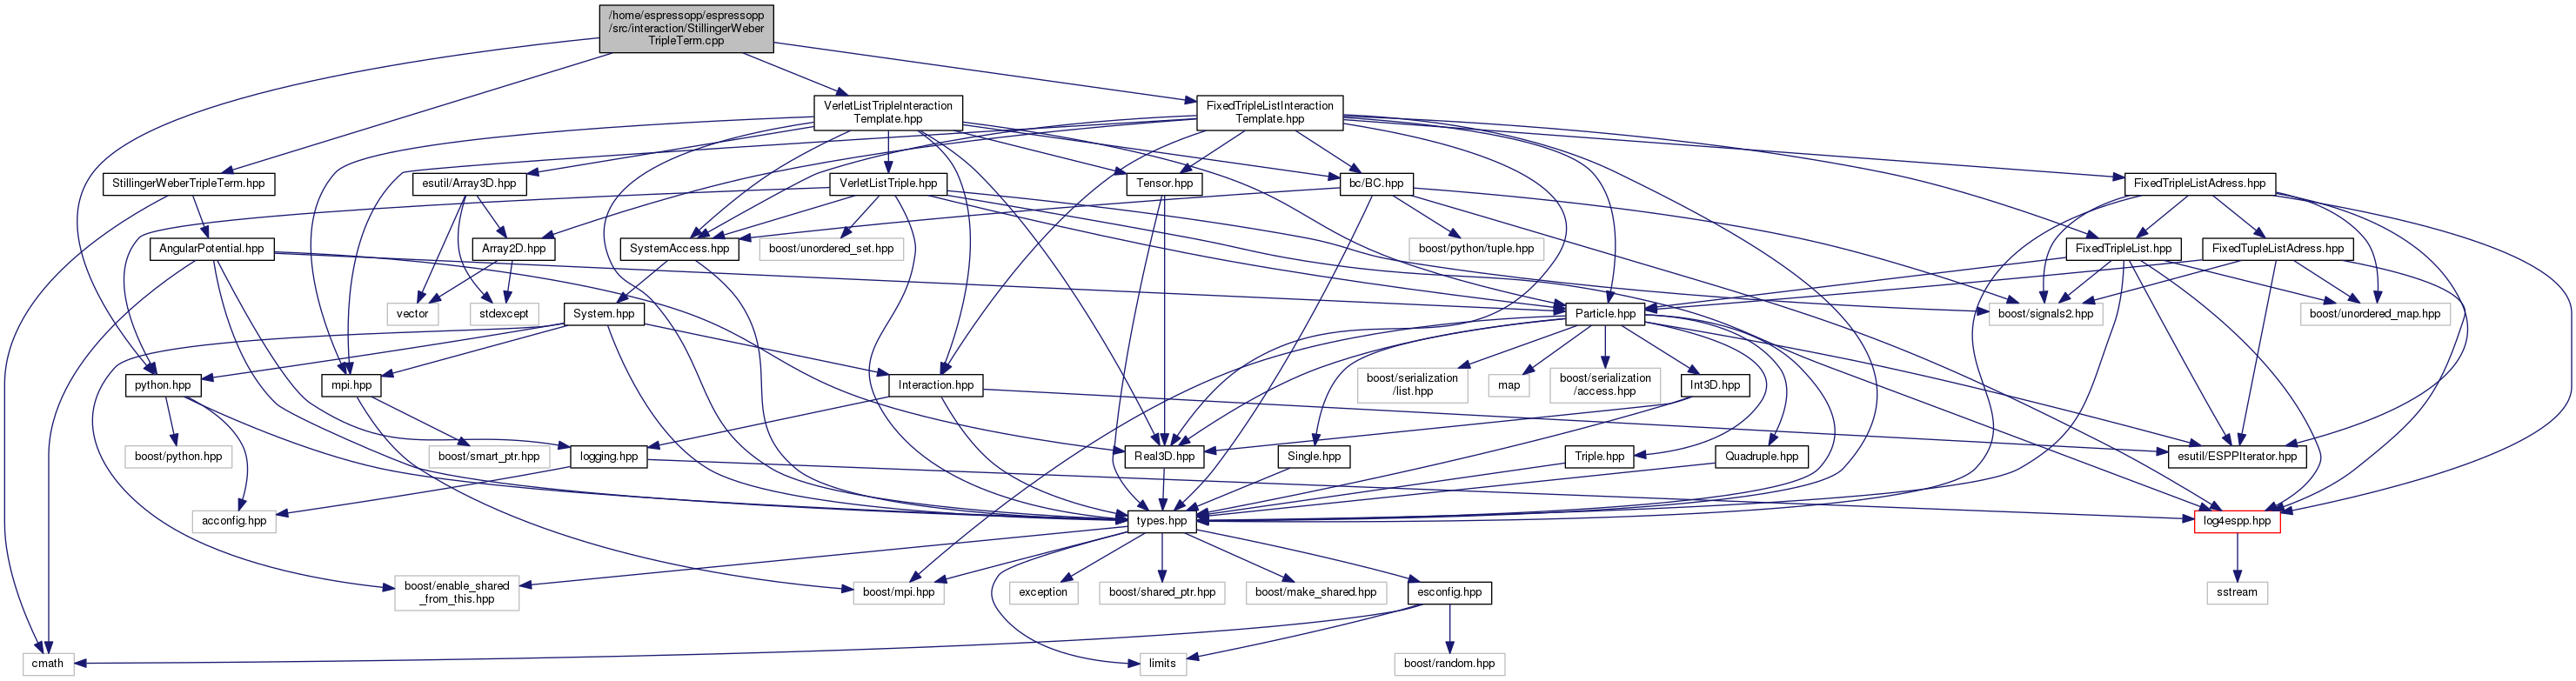 /home/espressopp/espressopp
/src/interaction/StillingerWeber
TripleTerm.cpp
VerletListTripleInteraction
Template.hpp
FixedTripleListInteraction
Template.hpp
StillingerWeberTripleTerm.hpp
esutil/Array3D.hpp
VerletListTriple.hpp
Tensor.hpp
bc/BC.hpp
FixedTripleListAdress.hpp
AngularPotential.hpp
Array2D.hpp
SystemAccess.hpp
boost/unordered_set.hpp
boost/python/tuple.hpp
FixedTripleList.hpp
FixedTupleListAdress.hpp
vector
stdexcept
System.hpp
Particle.hpp
boost/signals2.hpp
boost/unordered_map.hpp
python.hpp
mpi.hpp
Interaction.hpp
boost/serialization
/list.hpp
map
boost/serialization
/access.hpp
Int3D.hpp
boost/python.hpp
boost/smart_ptr.hpp
logging.hpp
Real3D.hpp
Single.hpp
Triple.hpp
Quadruple.hpp
esutil/ESPPIterator.hpp
acconfig.hpp
types.hpp
log4espp.hpp
boost/enable_shared
_from_this.hpp
boost/mpi.hpp
exception
boost/shared_ptr.hpp
boost/make_shared.hpp
esconfig.hpp
sstream
cmath
limits
boost/random.hpp